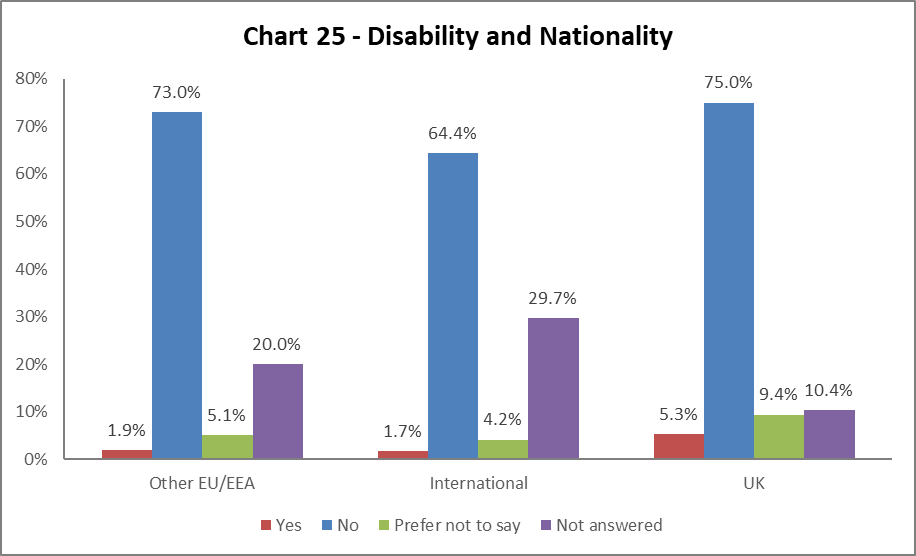 Chart 25 - Disability and Nationality
80%
70%
60%
50%
40%
30%
20%
10%
0%
1.9%
73.0%
5.1%
20.0%
1.7%
64.4%
4.2%
29.7%
5.3%
75.0%
9.4%
10.4%
Other EU/EEA
International
UK
Yes
No
Prefer not to say
Not answered